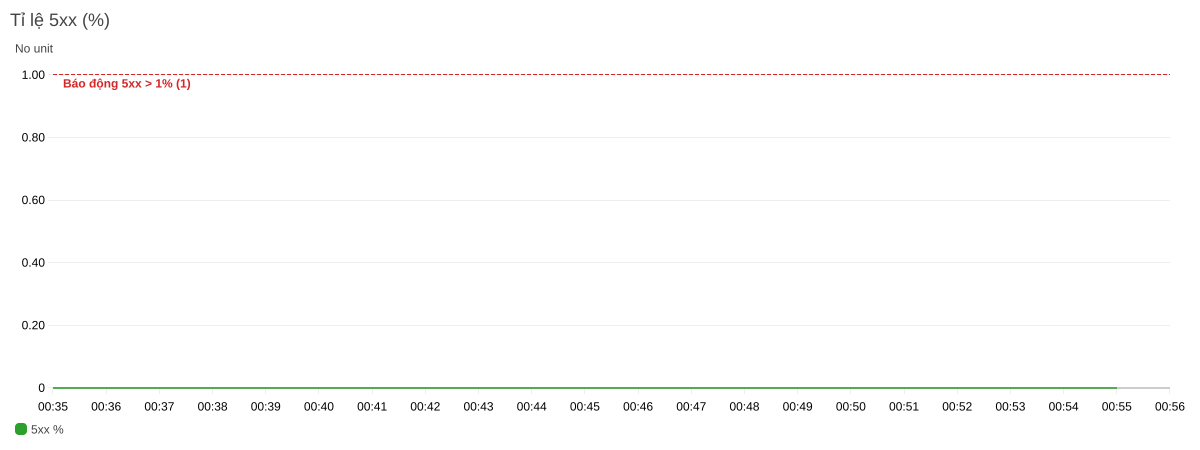 Tỉ lệ 5xx (%)
No unit
1.00
Báo động 5xx > 1% (1)
0.80
0.60
0.40
0.20
0
00:35 00:36 00:37 00:38 00:39 00:40 00:41 00:42 00:43 00:44 00:45 00:46 00:47 00:48 00:49 00:50 00:51 00:52 00:53 00:54 00:55 00:56
5xx %